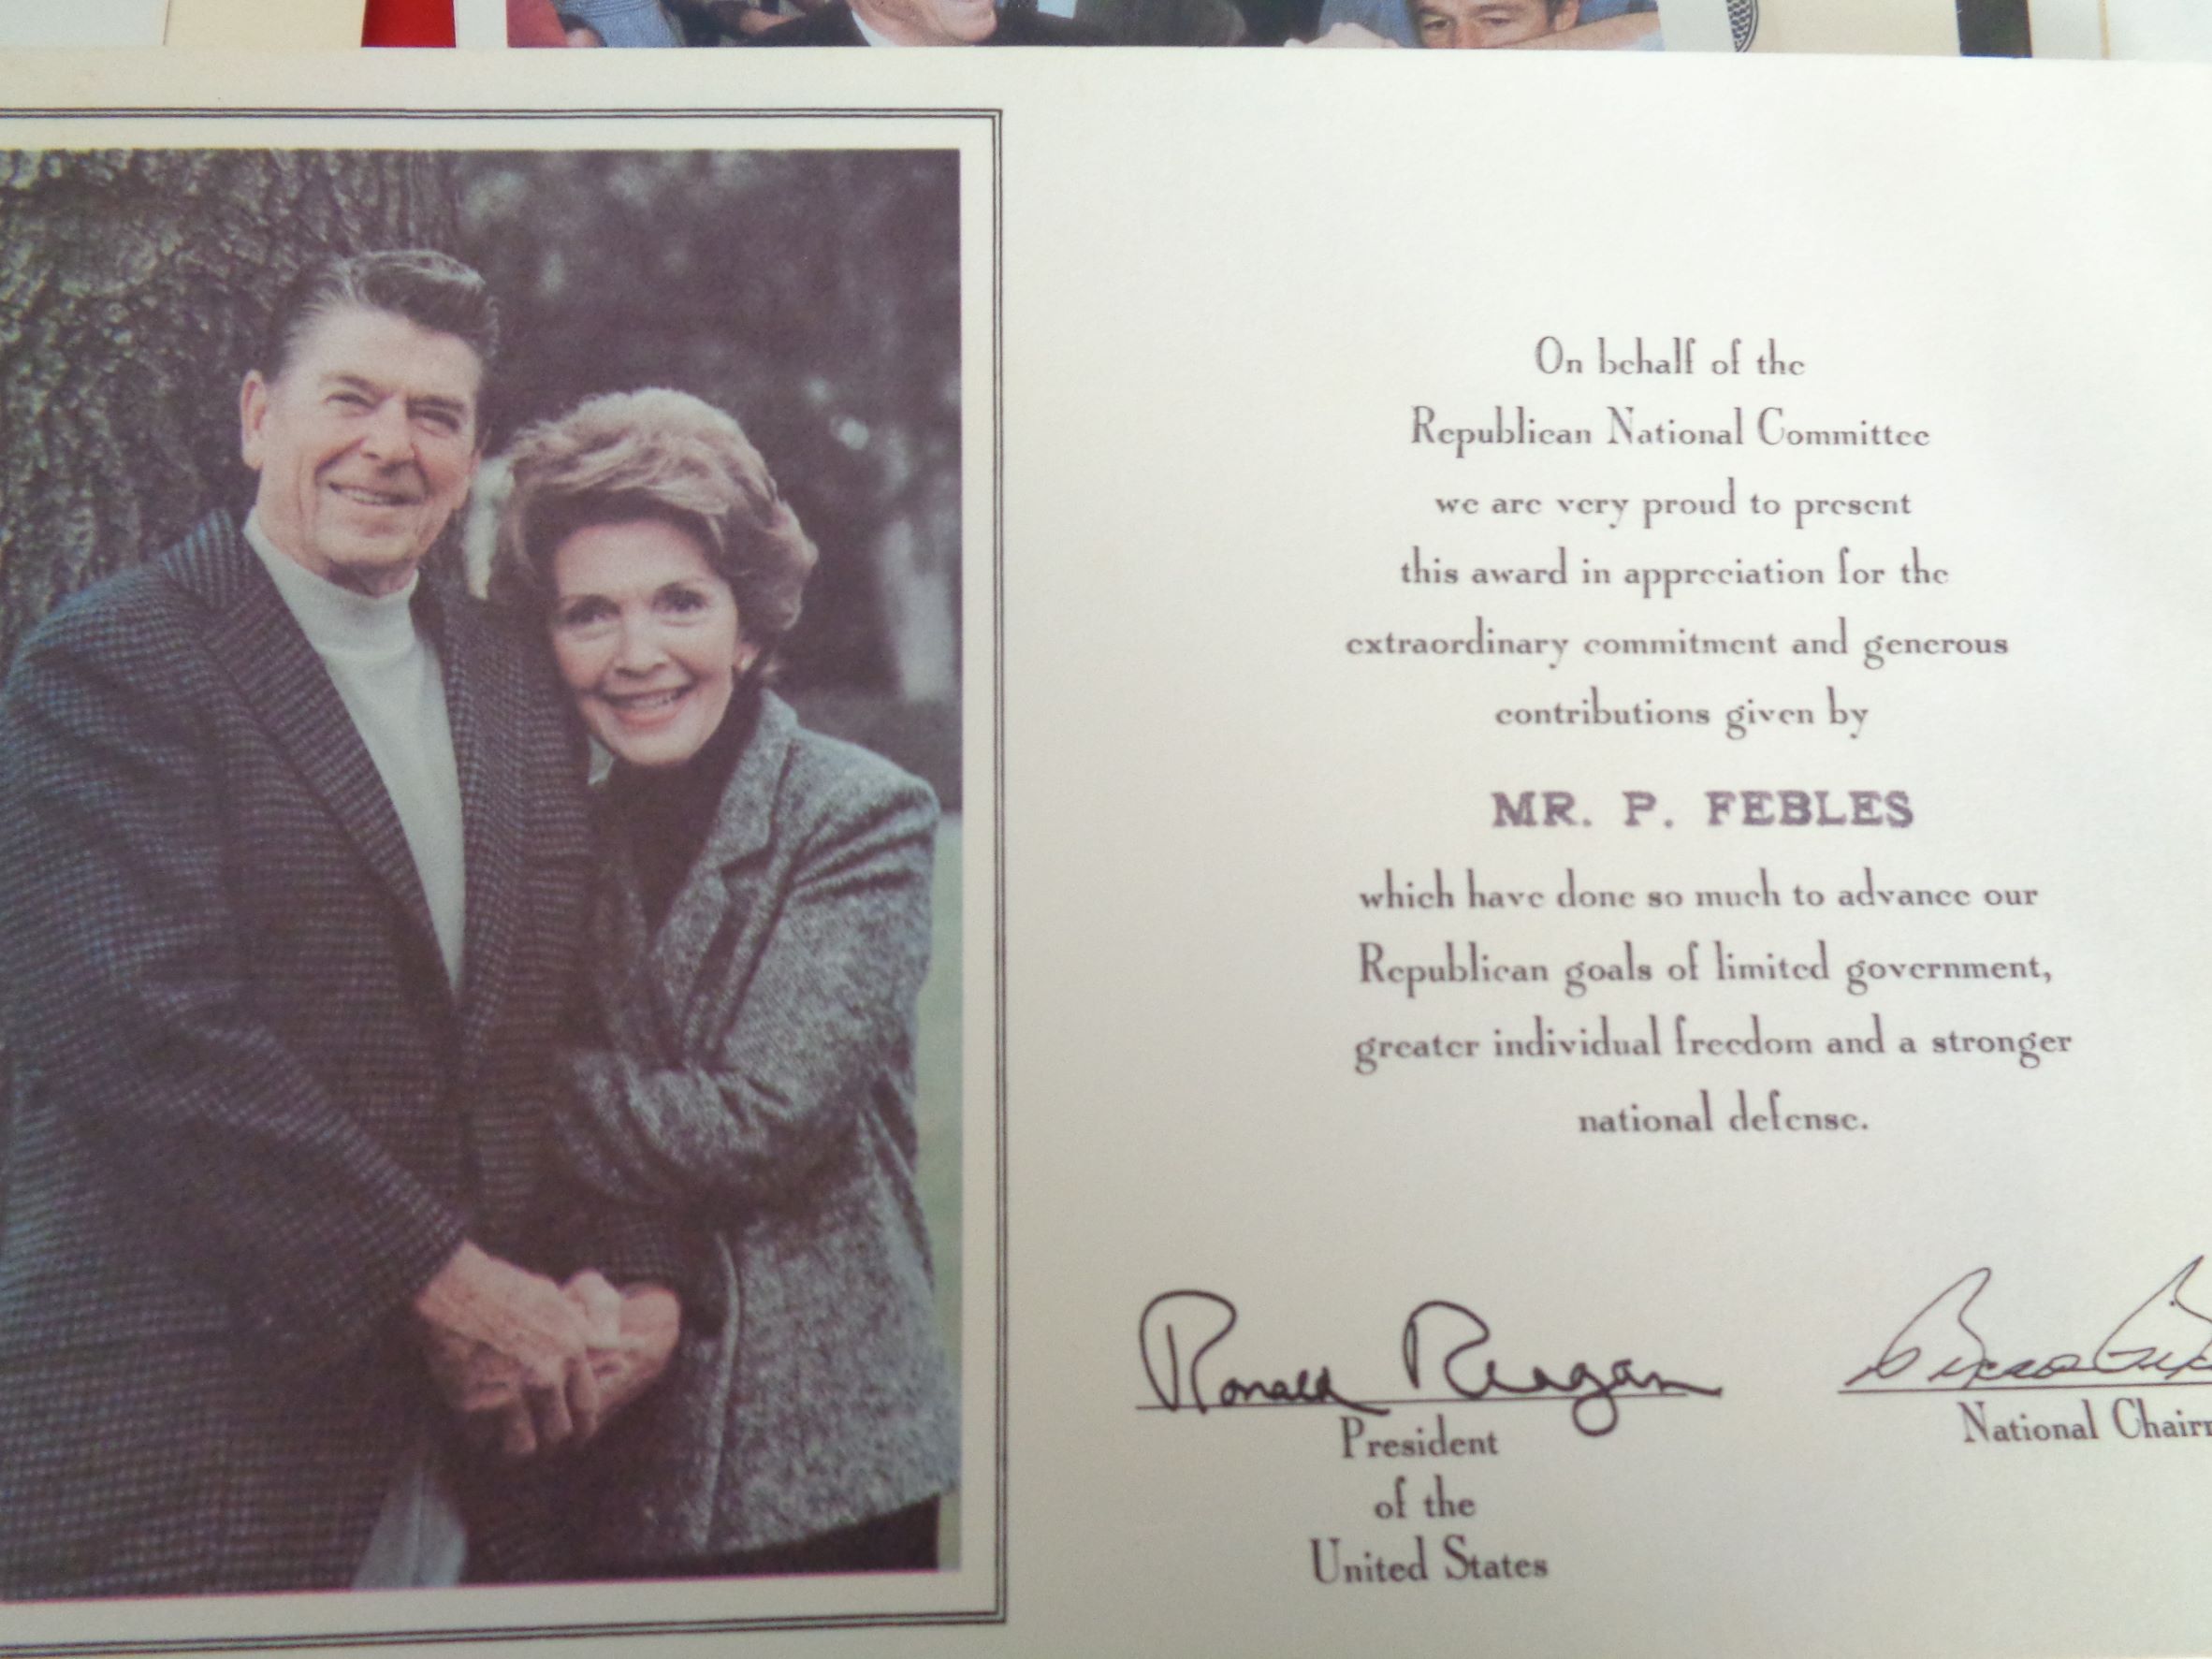 On behalf of the
Republican National Committee
we are very proud to present
this award in appreciation for the
extraordinary commitment and generous
contributions given by
MR. P. FEBLES
which have done so much to advance our
Republican goals of limited government,
greater individual freedom and a stronger
national defense.
Ronald Reagan
President
of the
United States
National Chair